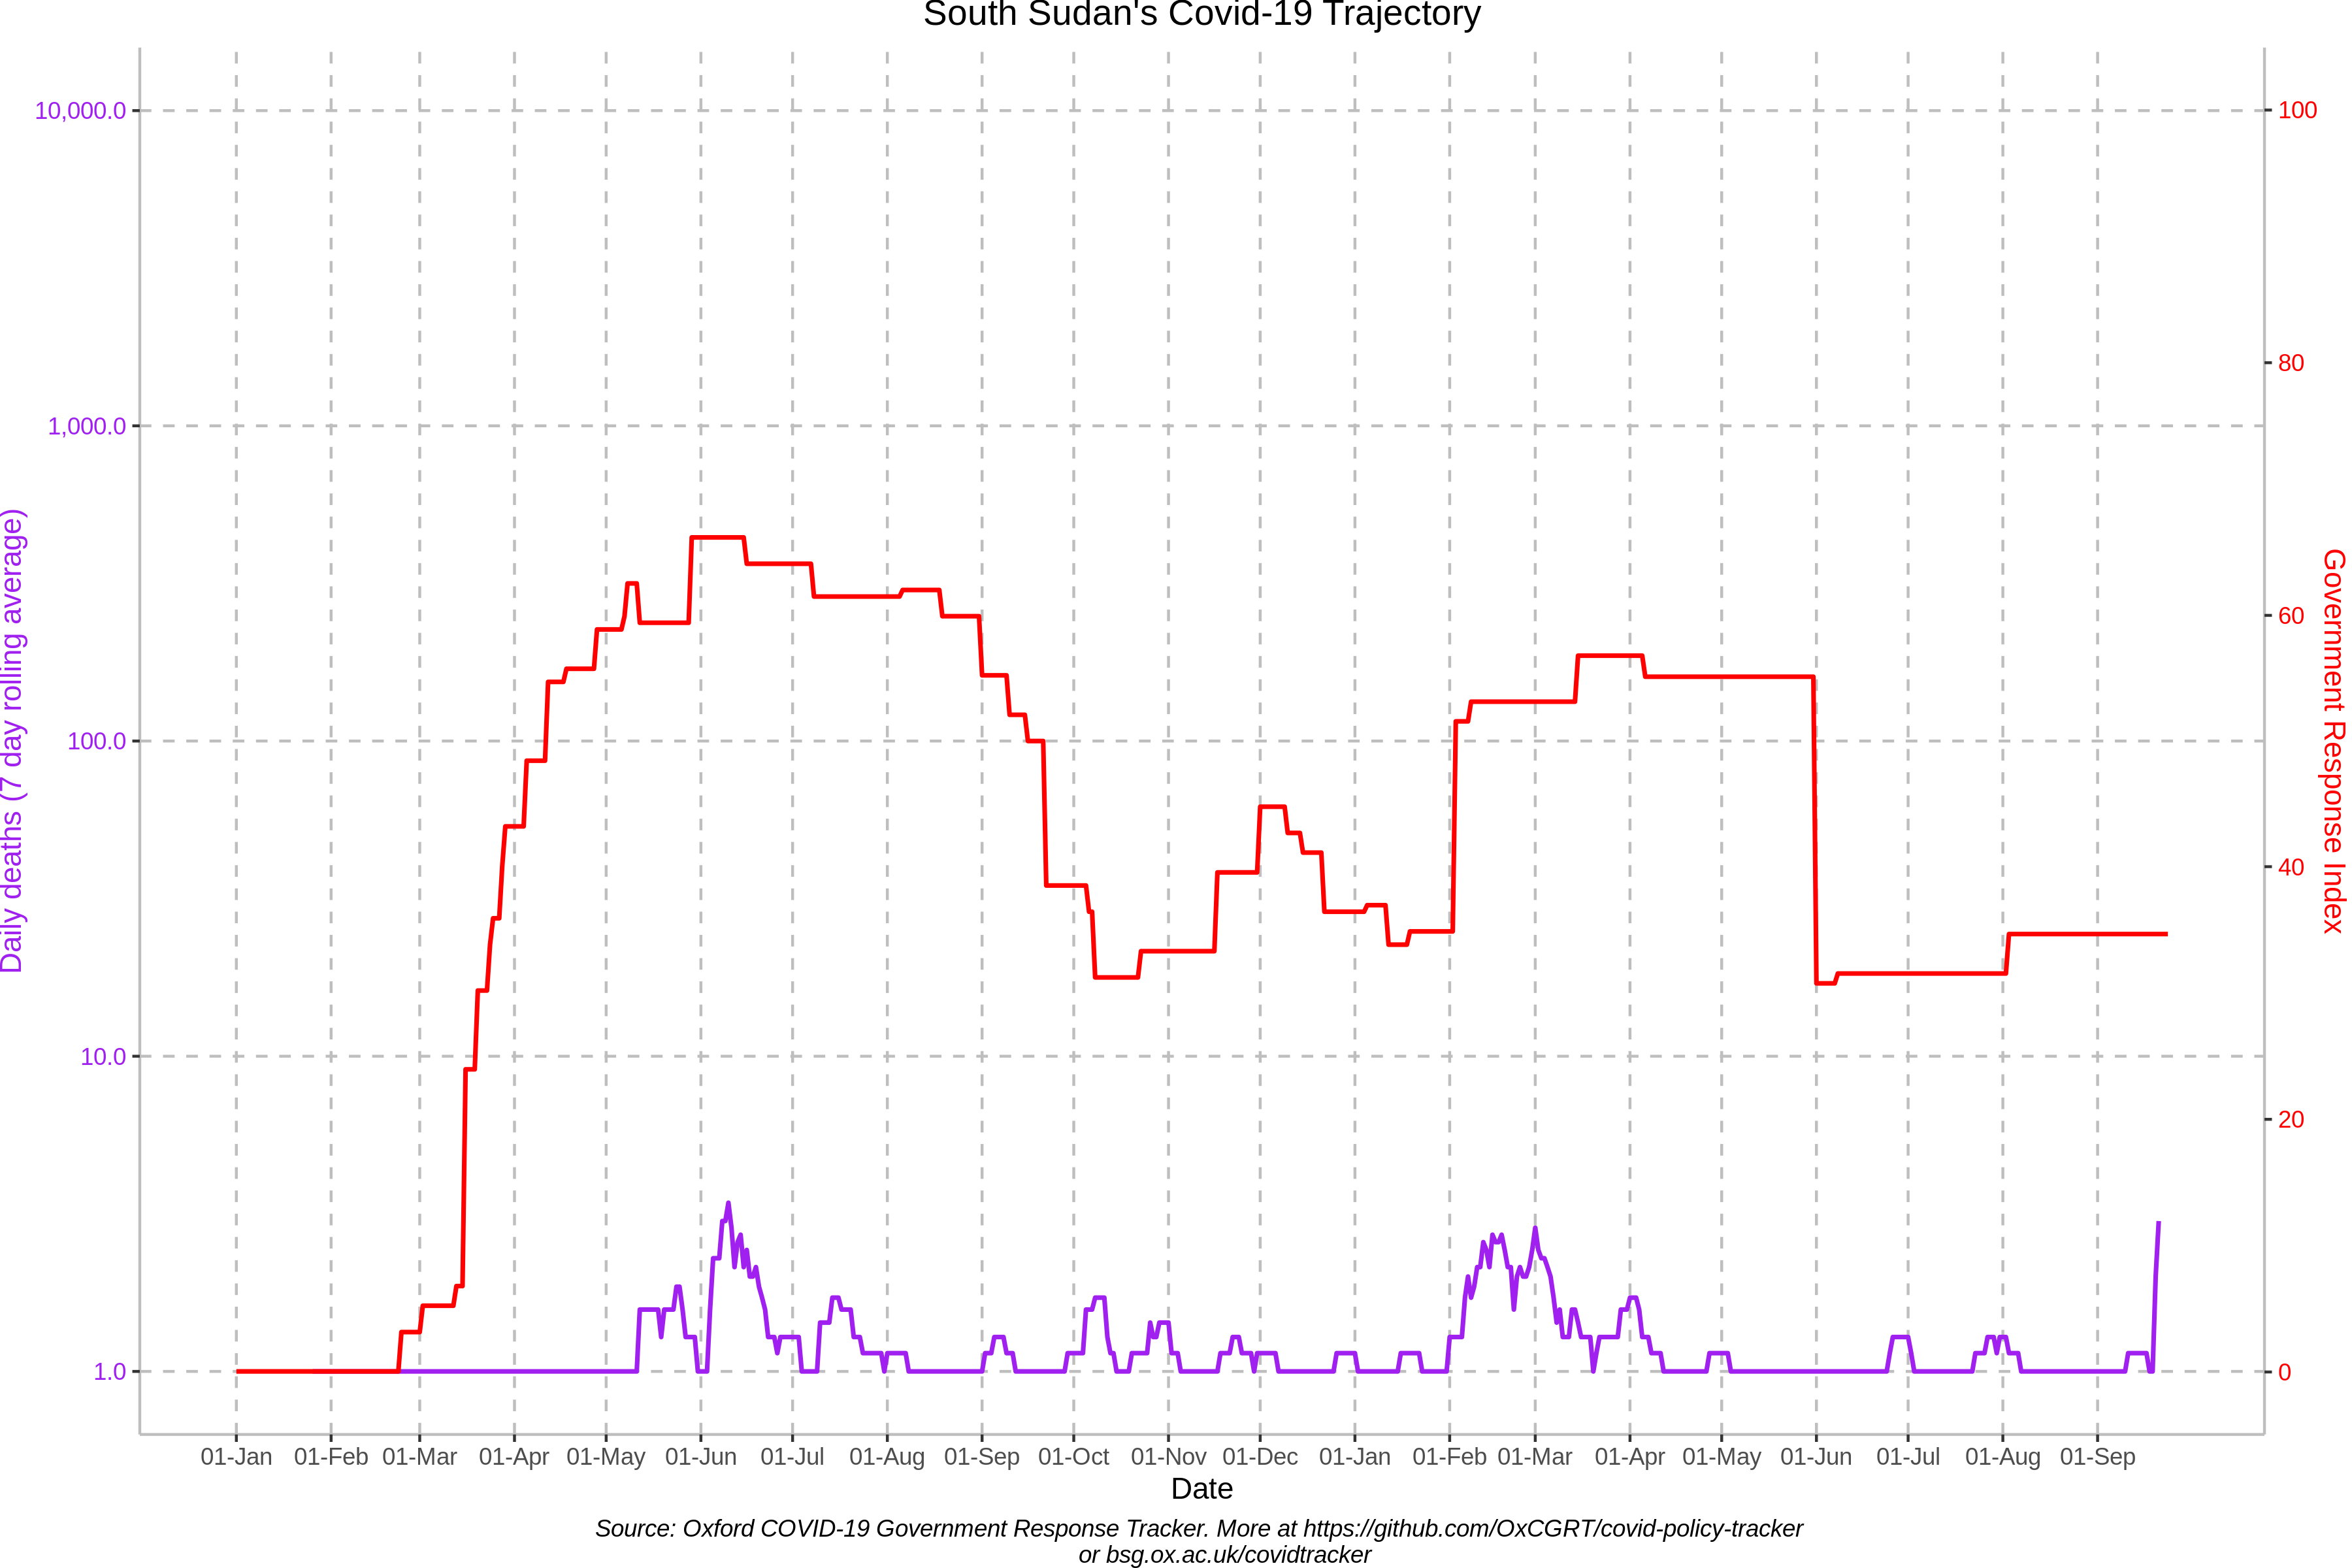 South Sudan's Covid-19 Trajectory
10,000.0
1,000.0
100.0
10.0
1.0
Daily deaths (7 day rolling average)
100
80
60
40
20
0
Government Response Index
01-Jan 01-Feb 01-Mar 01-Apr 01-May 01-Jun 01-Jul 01-Aug 01-Sep 01-Oct 01-Nov 01-Dec 01-Jan 01-Feb 01-Mar 01-Apr 01-May 01-Jun 01-Jul 01-Aug 01-Sep
Date
Source: Oxford COVID-19 Government Response Tracker. More at https://github.com/OxCGRT/covid-policy-tracker
or bsg.ox.ac.uk/covidtracker